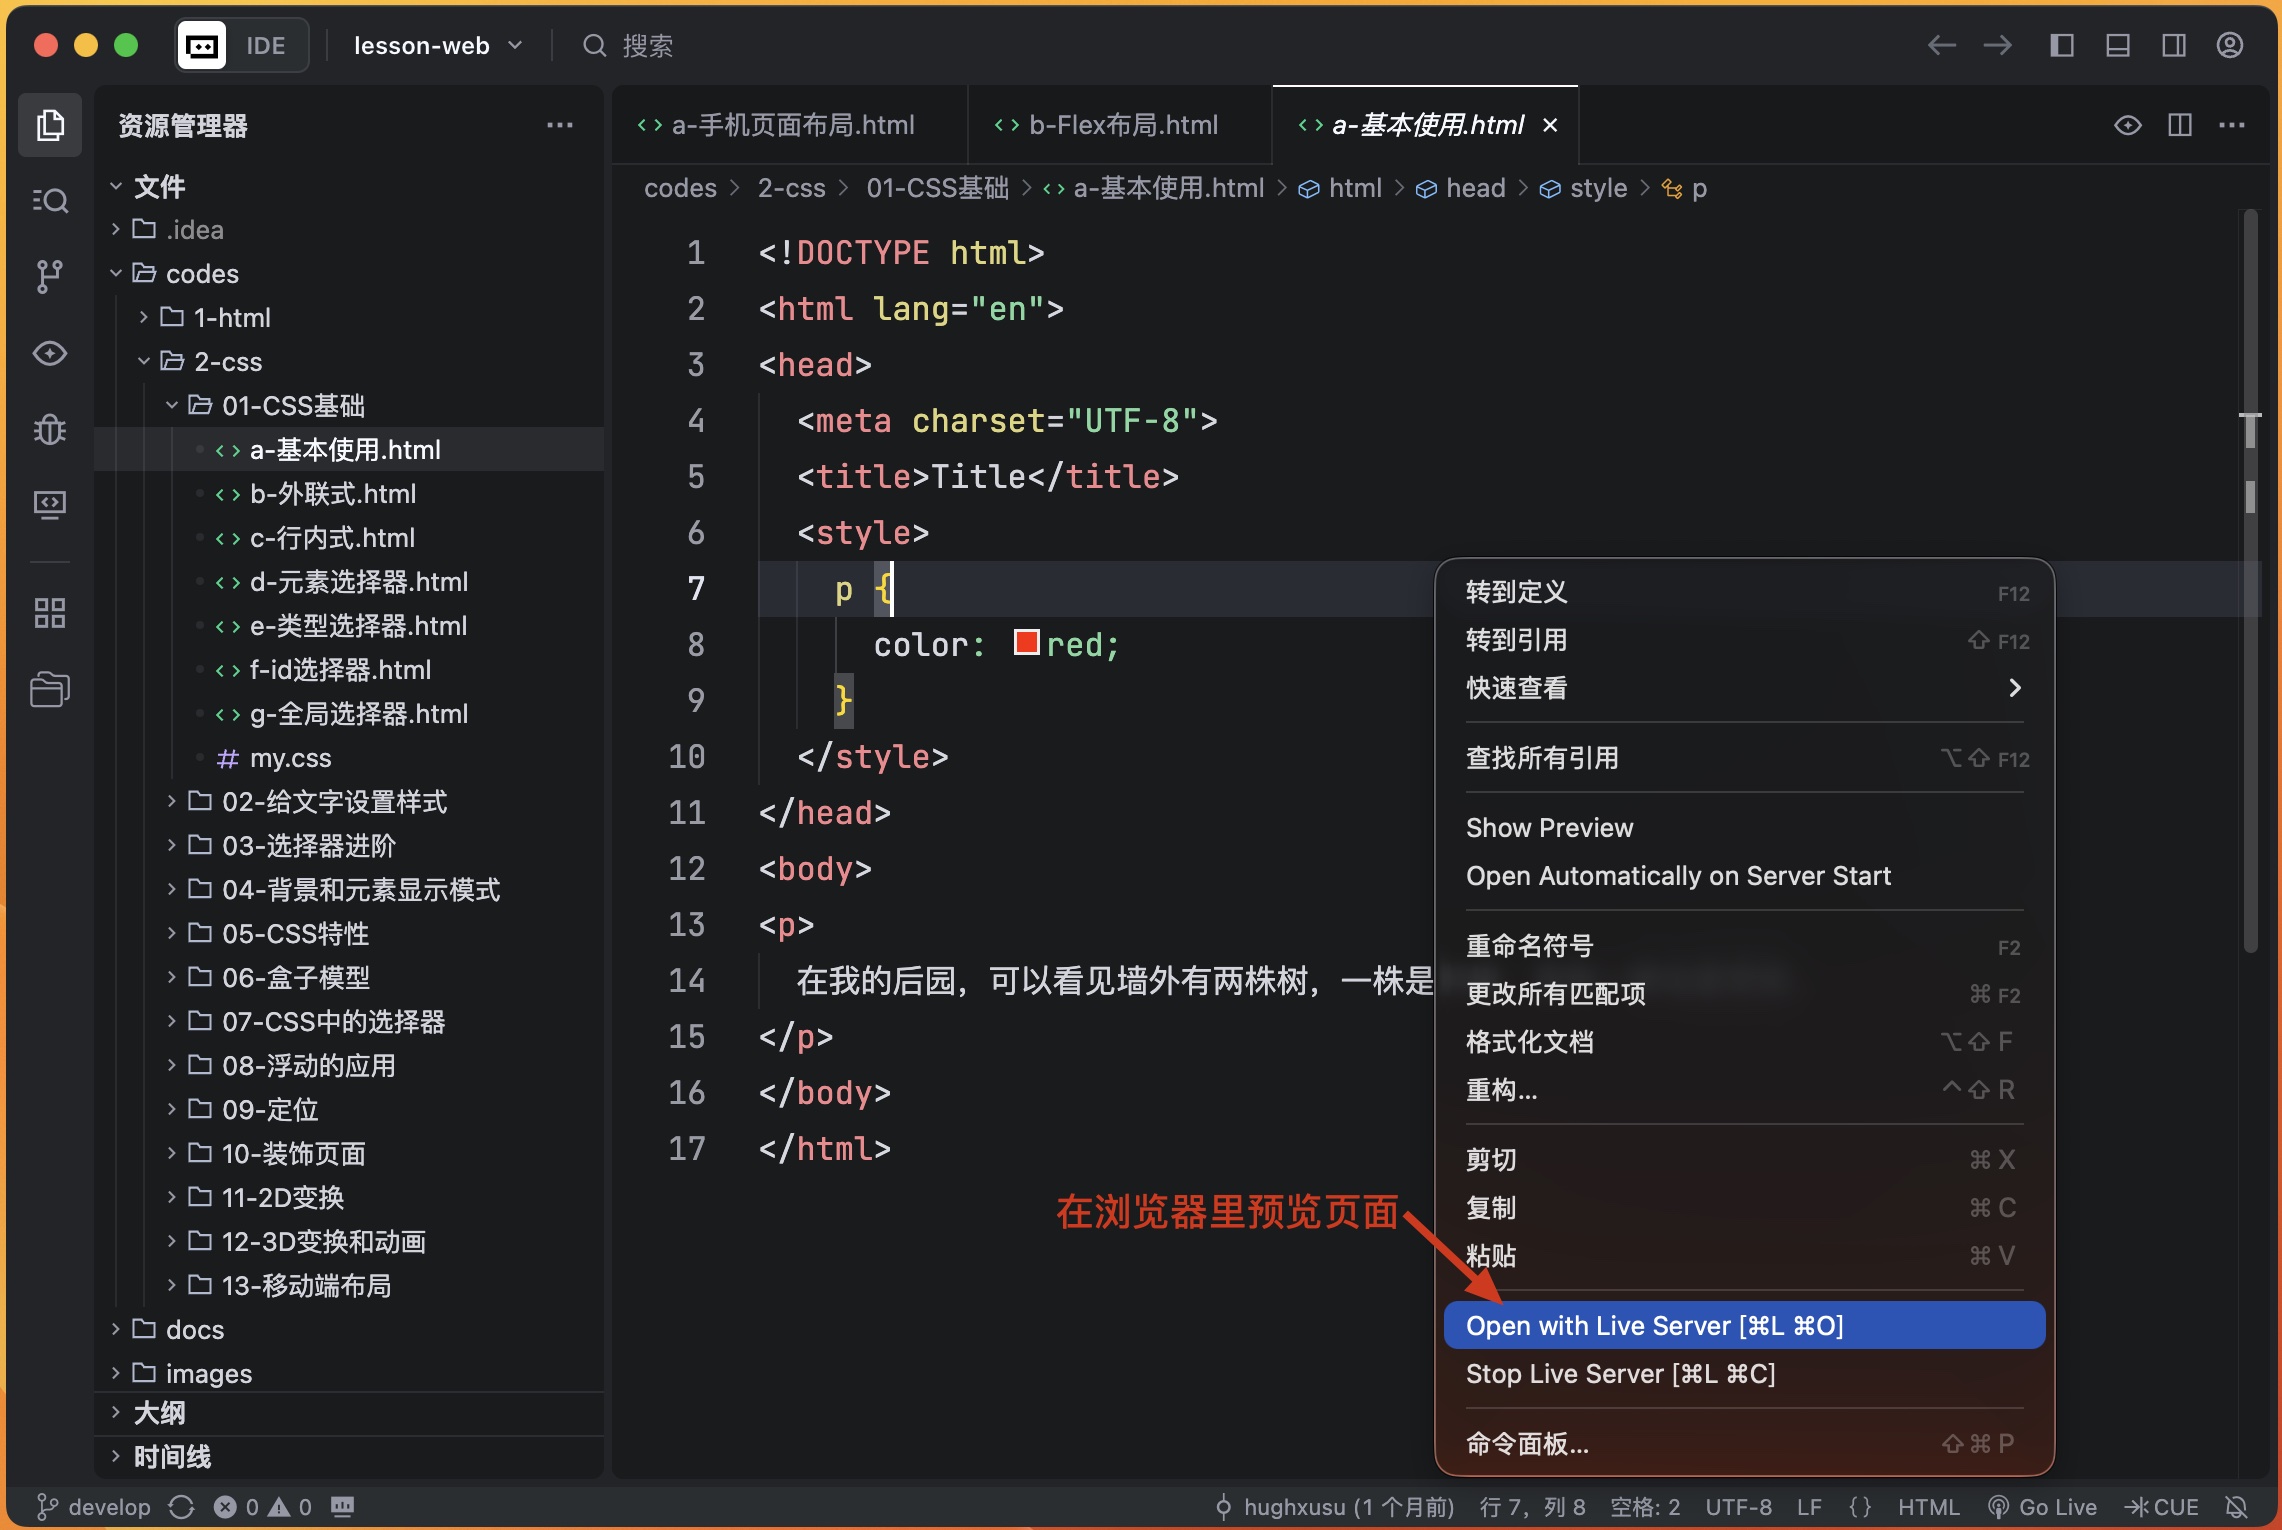 IDE
lesson-web
搜索
资源管理器
a-手机页面布局.html
b-Flex布局.html
a-基本使用.html
文件
.idea
codes
1-html
2-css
01-CSS基础
a-基本使用.html
b-外联式.html
c-行内式.html
d-元素选择器.html
e-类型选择器.html
f-id选择器.html
g-全局选择器.html
my.css
02-给文字设置样式
03-选择器进阶
04-背景和元素显示模式
05-CSS特性
06-盒子模型
07-CSS中的选择器
08-浮动的应用
09-定位
10-装饰页面
11-2D变换
12-3D变换和动画
13-移动端布局
docs
images
大纲
时间线
codes > 2-css > 01-CSS基础 > a-基本使用.html > html > head > style > p
1 <!DOCTYPE html>
2 <html lang="en">
3 <head>
4 <meta charset="UTF-8">
5 <title>Title</title>
6 <style>
7 p {
8 color: red;
9 }
10 </style>
11 </head>
12 <body>
13 <p>
14 在我的后园，可以看见墙外有两株树，一株是
15 </p>
16 </body>
17 </html>
在浏览器里预览页面
转到定义 F12
转到引用 ⇧ F12
快速查看
查找所有引用 ⌥⇧ F12
Show Preview
Open Automatically on Server Start
重命名符号 F2
更改所有匹配项 ⌘ F2
格式化文档 ⌥⇧ F
重构... ^⇧ R
剪切 ⌘ X
复制 ⌘ C
粘贴 ⌘ V
Open with Live Server [⌘L ⌘O]
Stop Live Server [⌘L ⌘C]
命令面板... ⇧⌘ P
develop 0 0 hughxusu (1 个月前) 行 7，列 8 空格: 2 UTF-8 LF {} HTML Go Live CUE